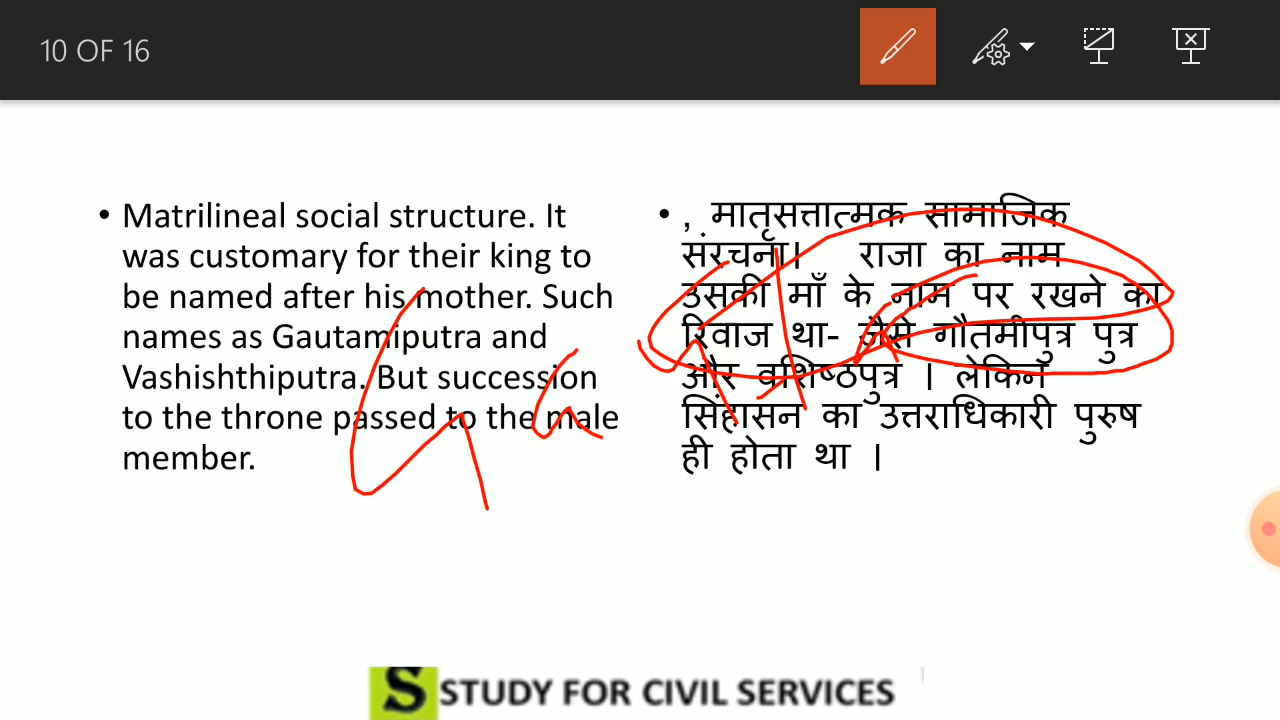 10 OF 16
• Matrilineal social structure. It
was customary for their king to
be named after his mother. Such
names as Gautamiputra and
Vashishthiputra. But succession
to the throne passed to the male
member.
• , मातृसत्तात्मक सामाजिक
संरचना। राजा का नाम
उसकी माँ के नाम पर रखने का
रिवाज था- जैसे गौतमीपुत्र पुत्र
और वशिष्ठपुत्र । लेकिन
सिंहासन का उत्तराधिकारी पुरुष
ही होता था ।
S STUDY FOR CIVIL SERVICES